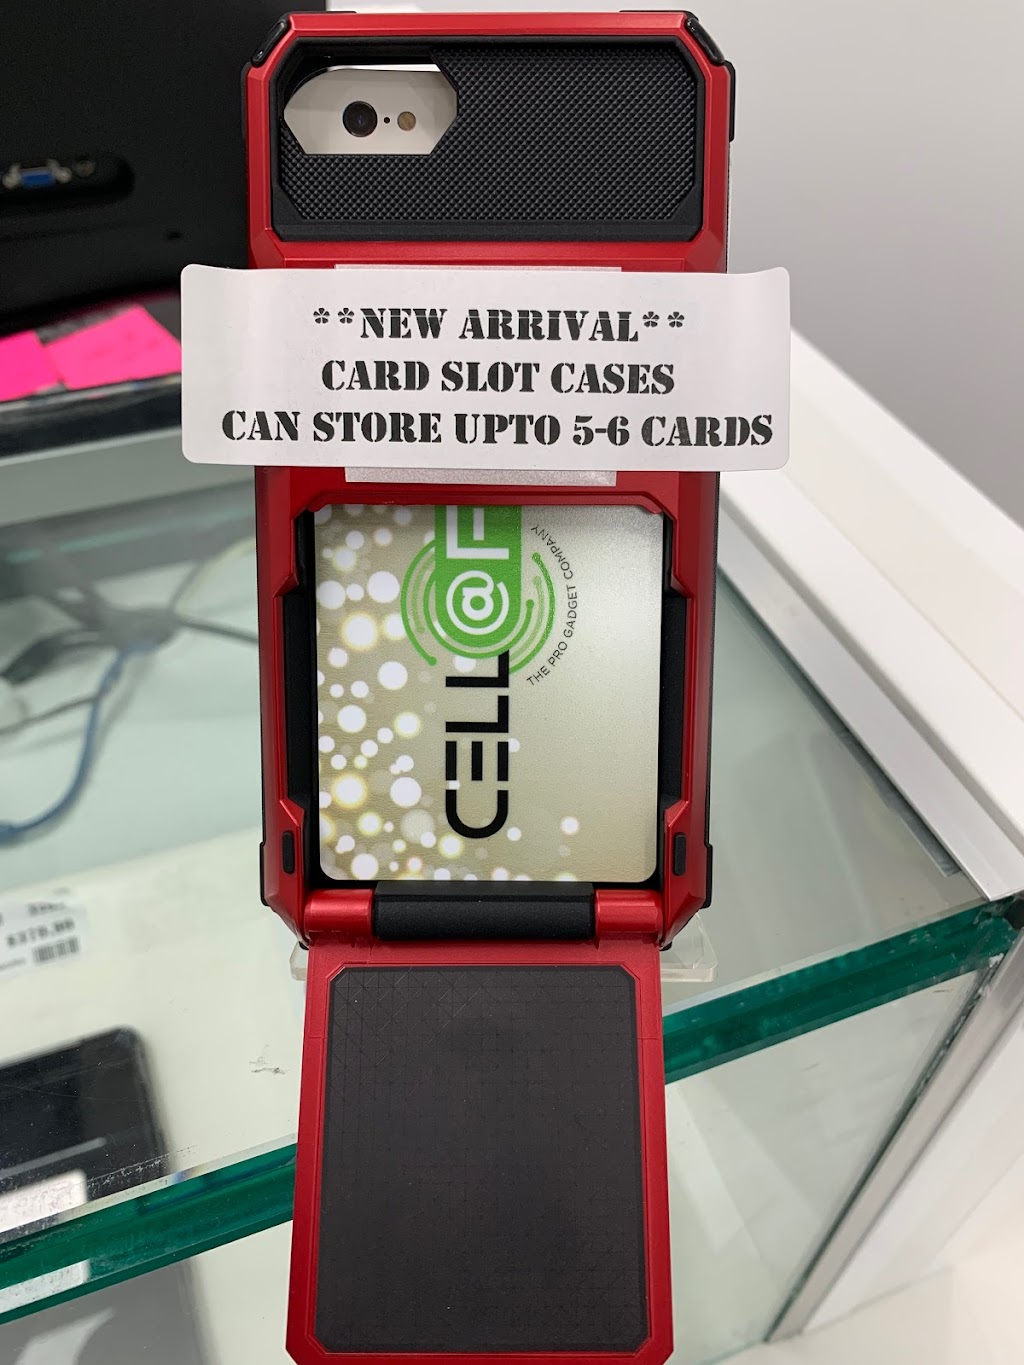 **NEW ARRIVAL**
CARD SLOT CASES
CAN STORE UPTO 5-6 CARDS
CELL@
THE PRO GADGET COMPANY